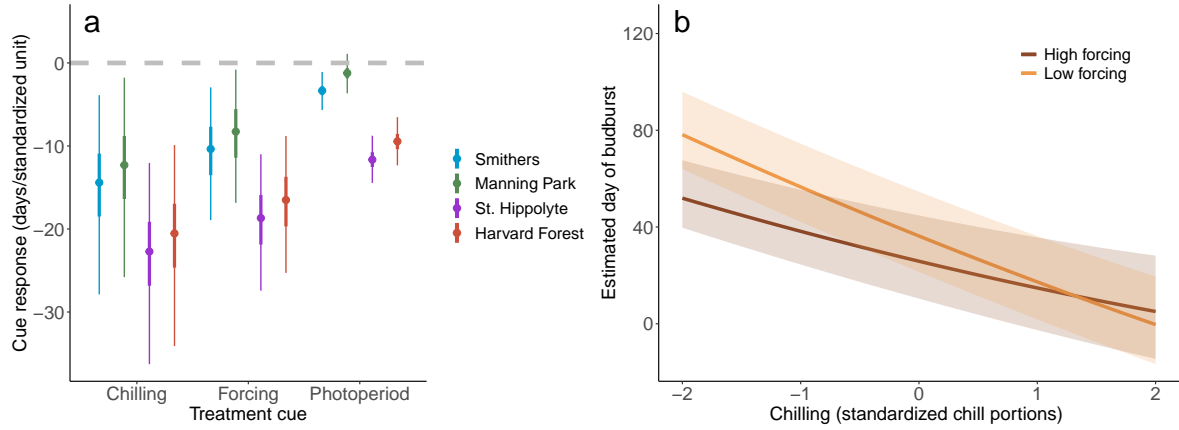 a
Cue response (days/standardized unit)
0
−10
−20
−30
Chilling
Forcing
Photoperiod
Treatment cue
Smithers
Manning Park
St. Hippolyte
Harvard Forest
b
Estimated day of budburst
120
80
40
0
−2
−1
0
1
2
Chilling (standardized chill portions)
High forcing
Low forcing